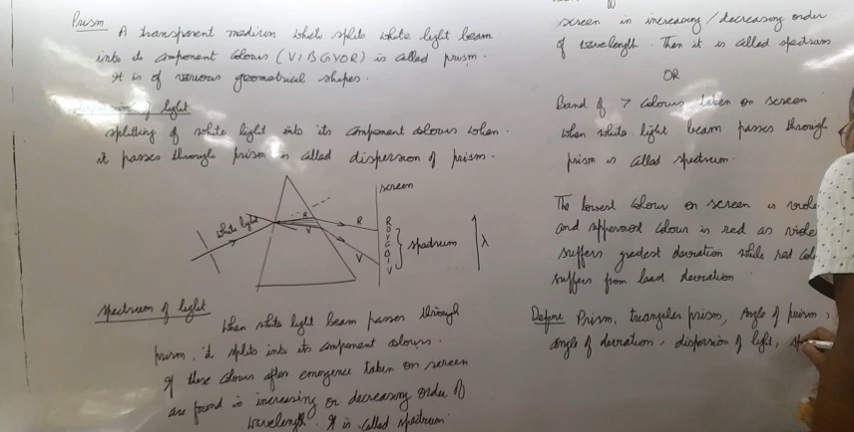 Prism A transparent medium which splits white light beam
into its component colours (VIBGYOR) is called prism.
It is of various geometrical shapes.
of light
splitting of white light into its component colours when
it passes through prism is called dispersion of prism.
screen
white light
R
V
R
V
R
O
Y
G
B
I
V
spectrum
λ
spectrum of light
When white light beam passes through
prism, it splits into its component colours.
If these colours after emergence taken on screen
are found in increasing or decreasing order of
wavelength. It is called spectrum
screen in increasing/decreasing order
of wavelength. Then it is called spectrum
OR
Band of 7 colours taken on screen
when white light beam passes through
prism is called spectrum.
The lowest colour on screen is
and uppermost colour is red as
suffers greatest deviation while red
suffers from least deviation
Define Prism, triangular prism, Angle of prism,
angle of deviation, dispersion of light,